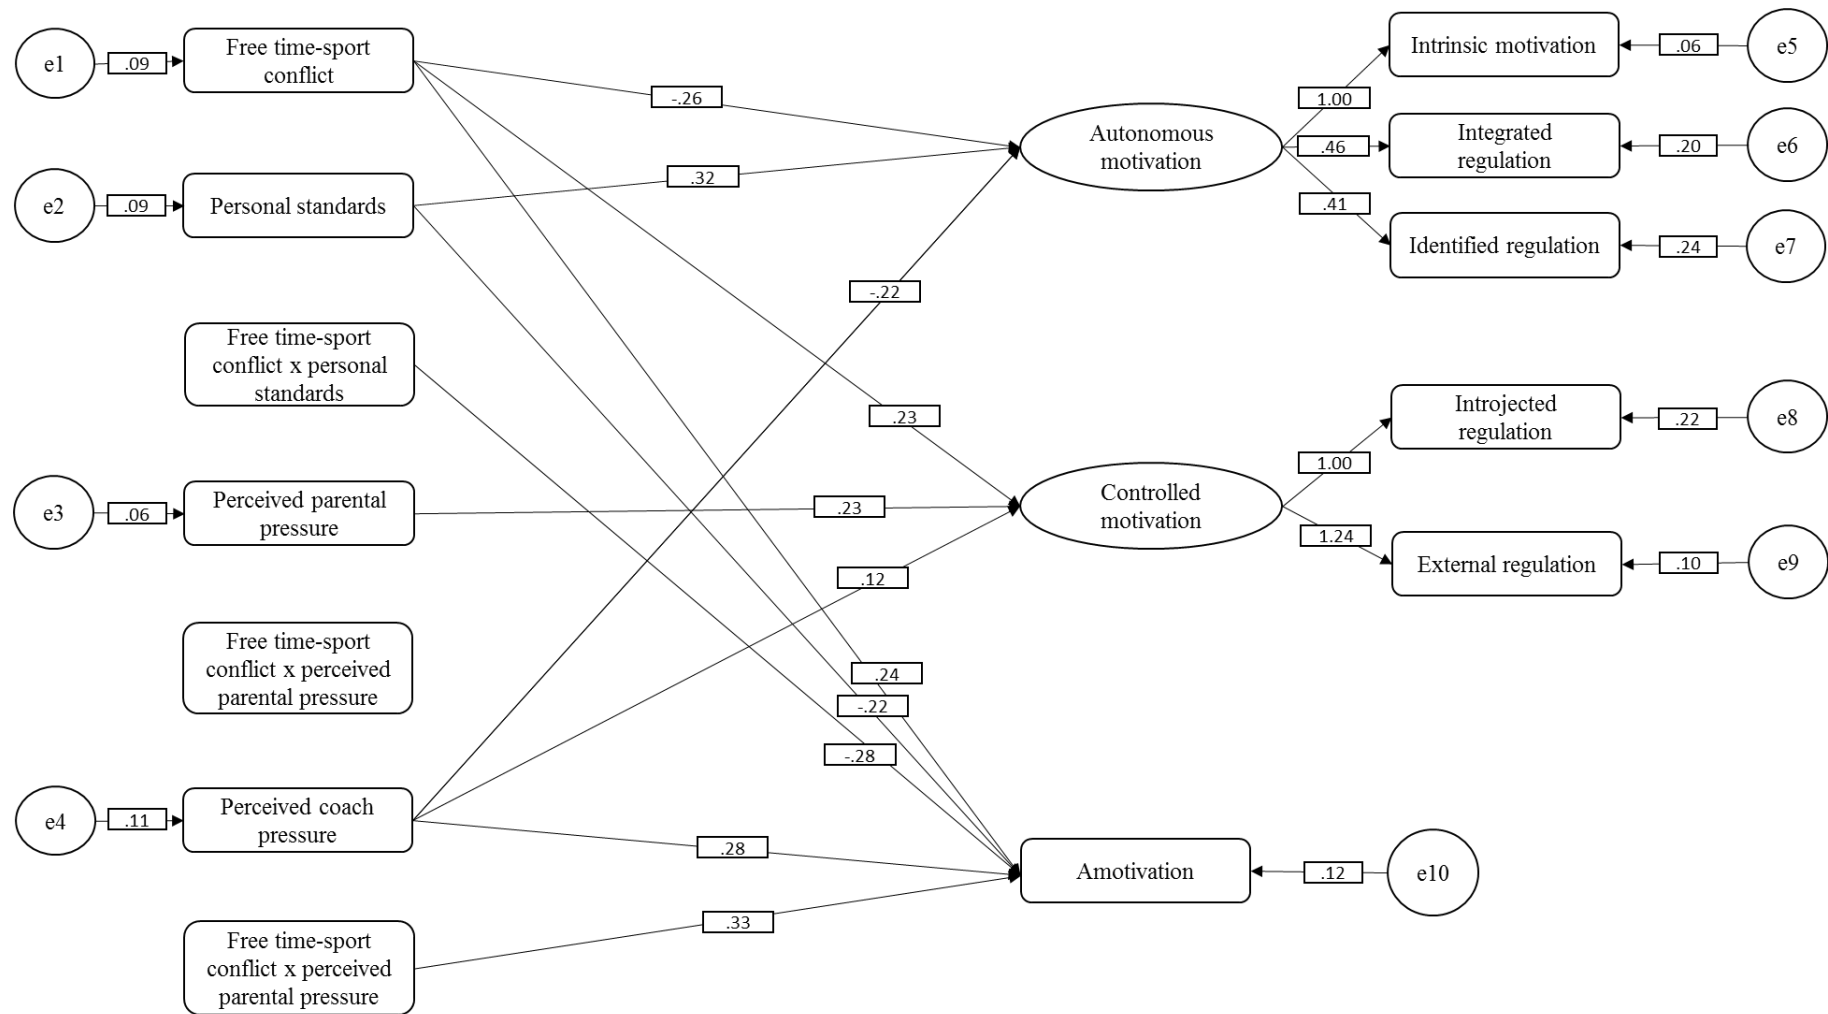 e1
.09
Free time-sport
conflict
-.26
Autonomous
motivation
1.00
Intrinsic motivation
.06
e5
e2
.09
Personal standards
.32
.46
Integrated
regulation
.20
e6
.41
Identified regulation
.24
e7
-.22
Free time-sport
conflict x personal
standards
.23
Introjected
regulation
.22
e8
1.00
e3
.06
Perceived parental
pressure
.23
Controlled
motivation
1.24
External regulation
.10
e9
.12
Free time-sport
conflict x perceived
parental pressure
.24
-.22
-.28
e4
.11
Perceived coach
pressure
.28
Amotivation
.12
e10
.33
Free time-sport
conflict x perceived
parental pressure